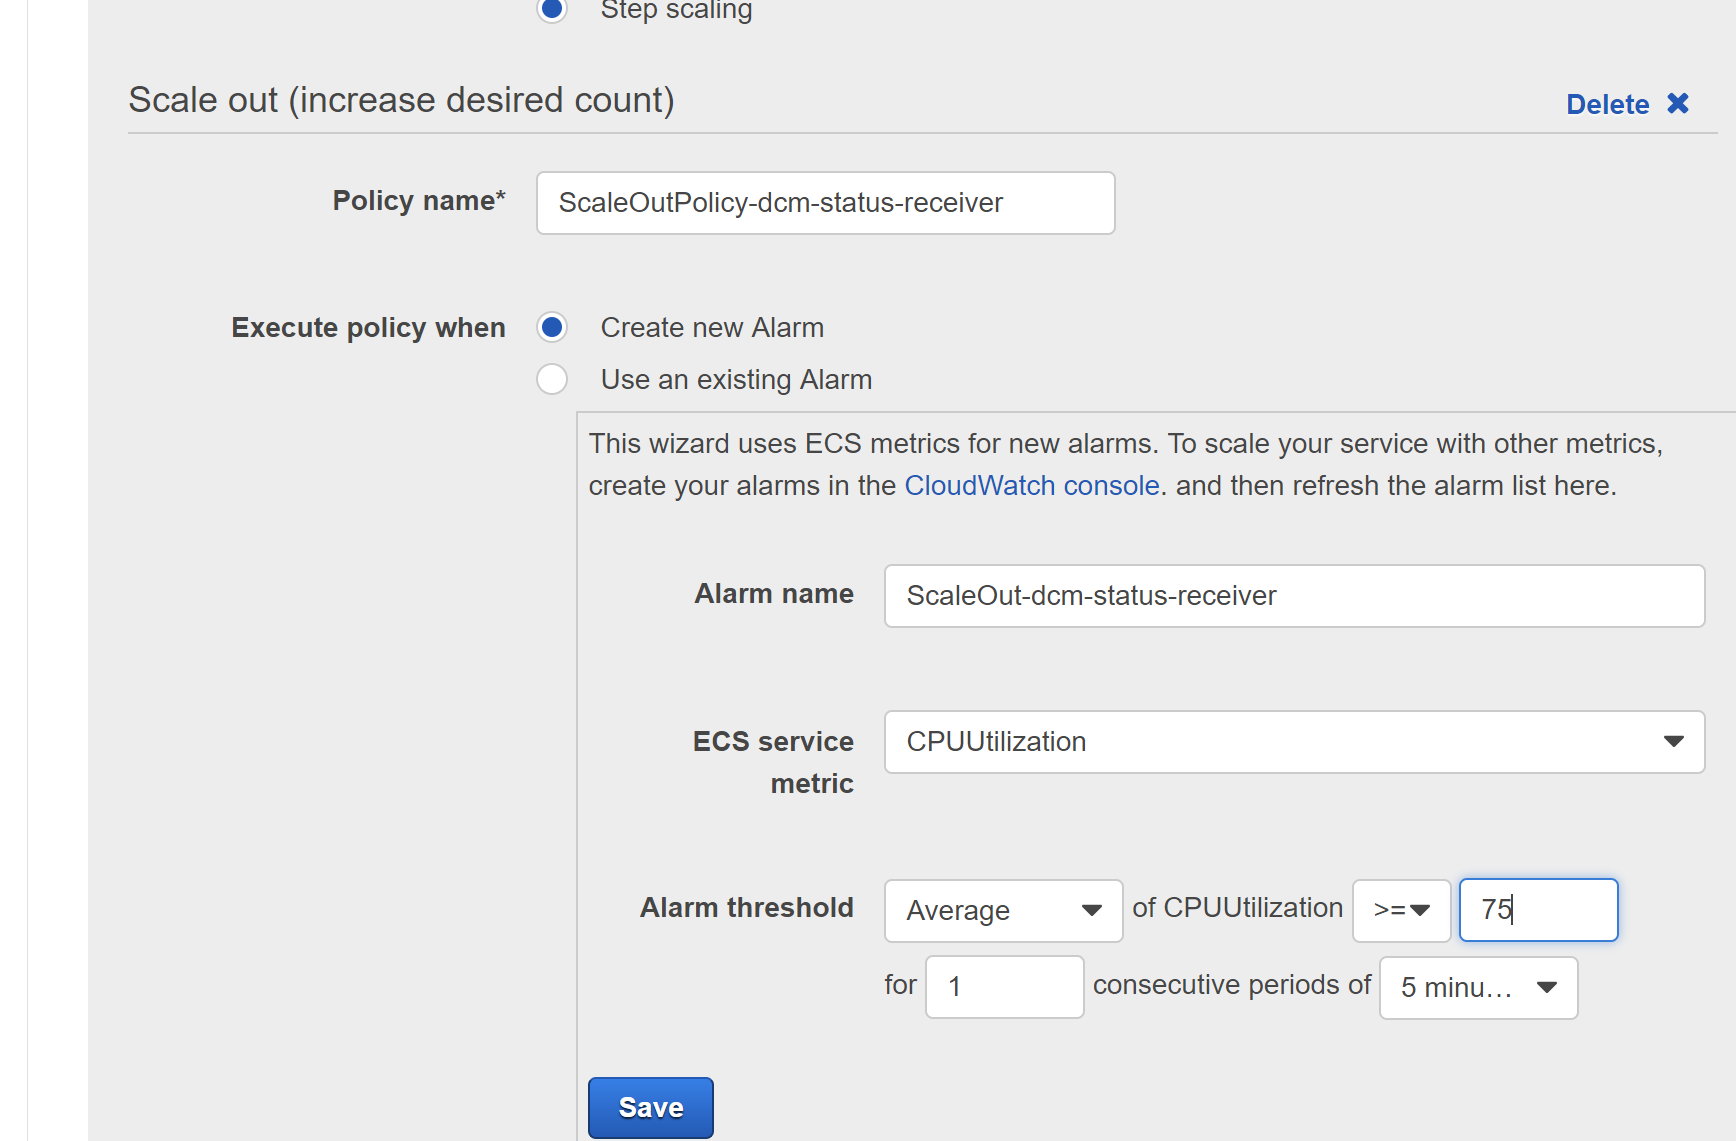 Step scaling
Scale out (increase desired count)
Delete ✖
Policy name*
ScaleOutPolicy-dcm-status-receiver
Execute policy when
Create new Alarm
Use an existing Alarm
This wizard uses ECS metrics for new alarms. To scale your service with other metrics,
create your alarms in the CloudWatch console. and then refresh the alarm list here.
Alarm name
ScaleOut-dcm-status-receiver
ECS service
metric
CPUUtilization
Alarm threshold
Average
of CPUUtilization
>=
75
for
1
consecutive periods of
5 minu...
Save